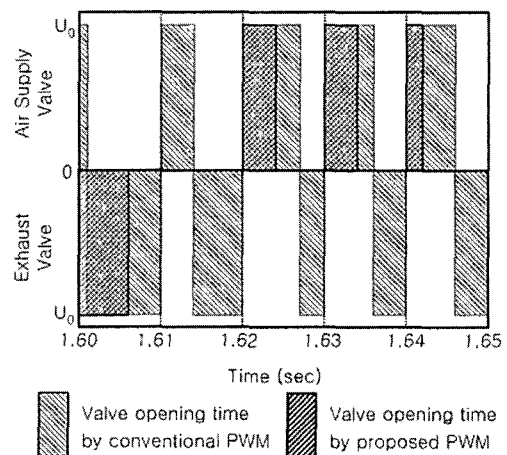 U₀
Air Supply
Valve
0
Exhaust
Valve
U₀
1.60 1.61 1.62 1.63 1.64 1.65
Time (sec)
Valve opening time
by conventional PWM
Valve opening time
by proposed PWM